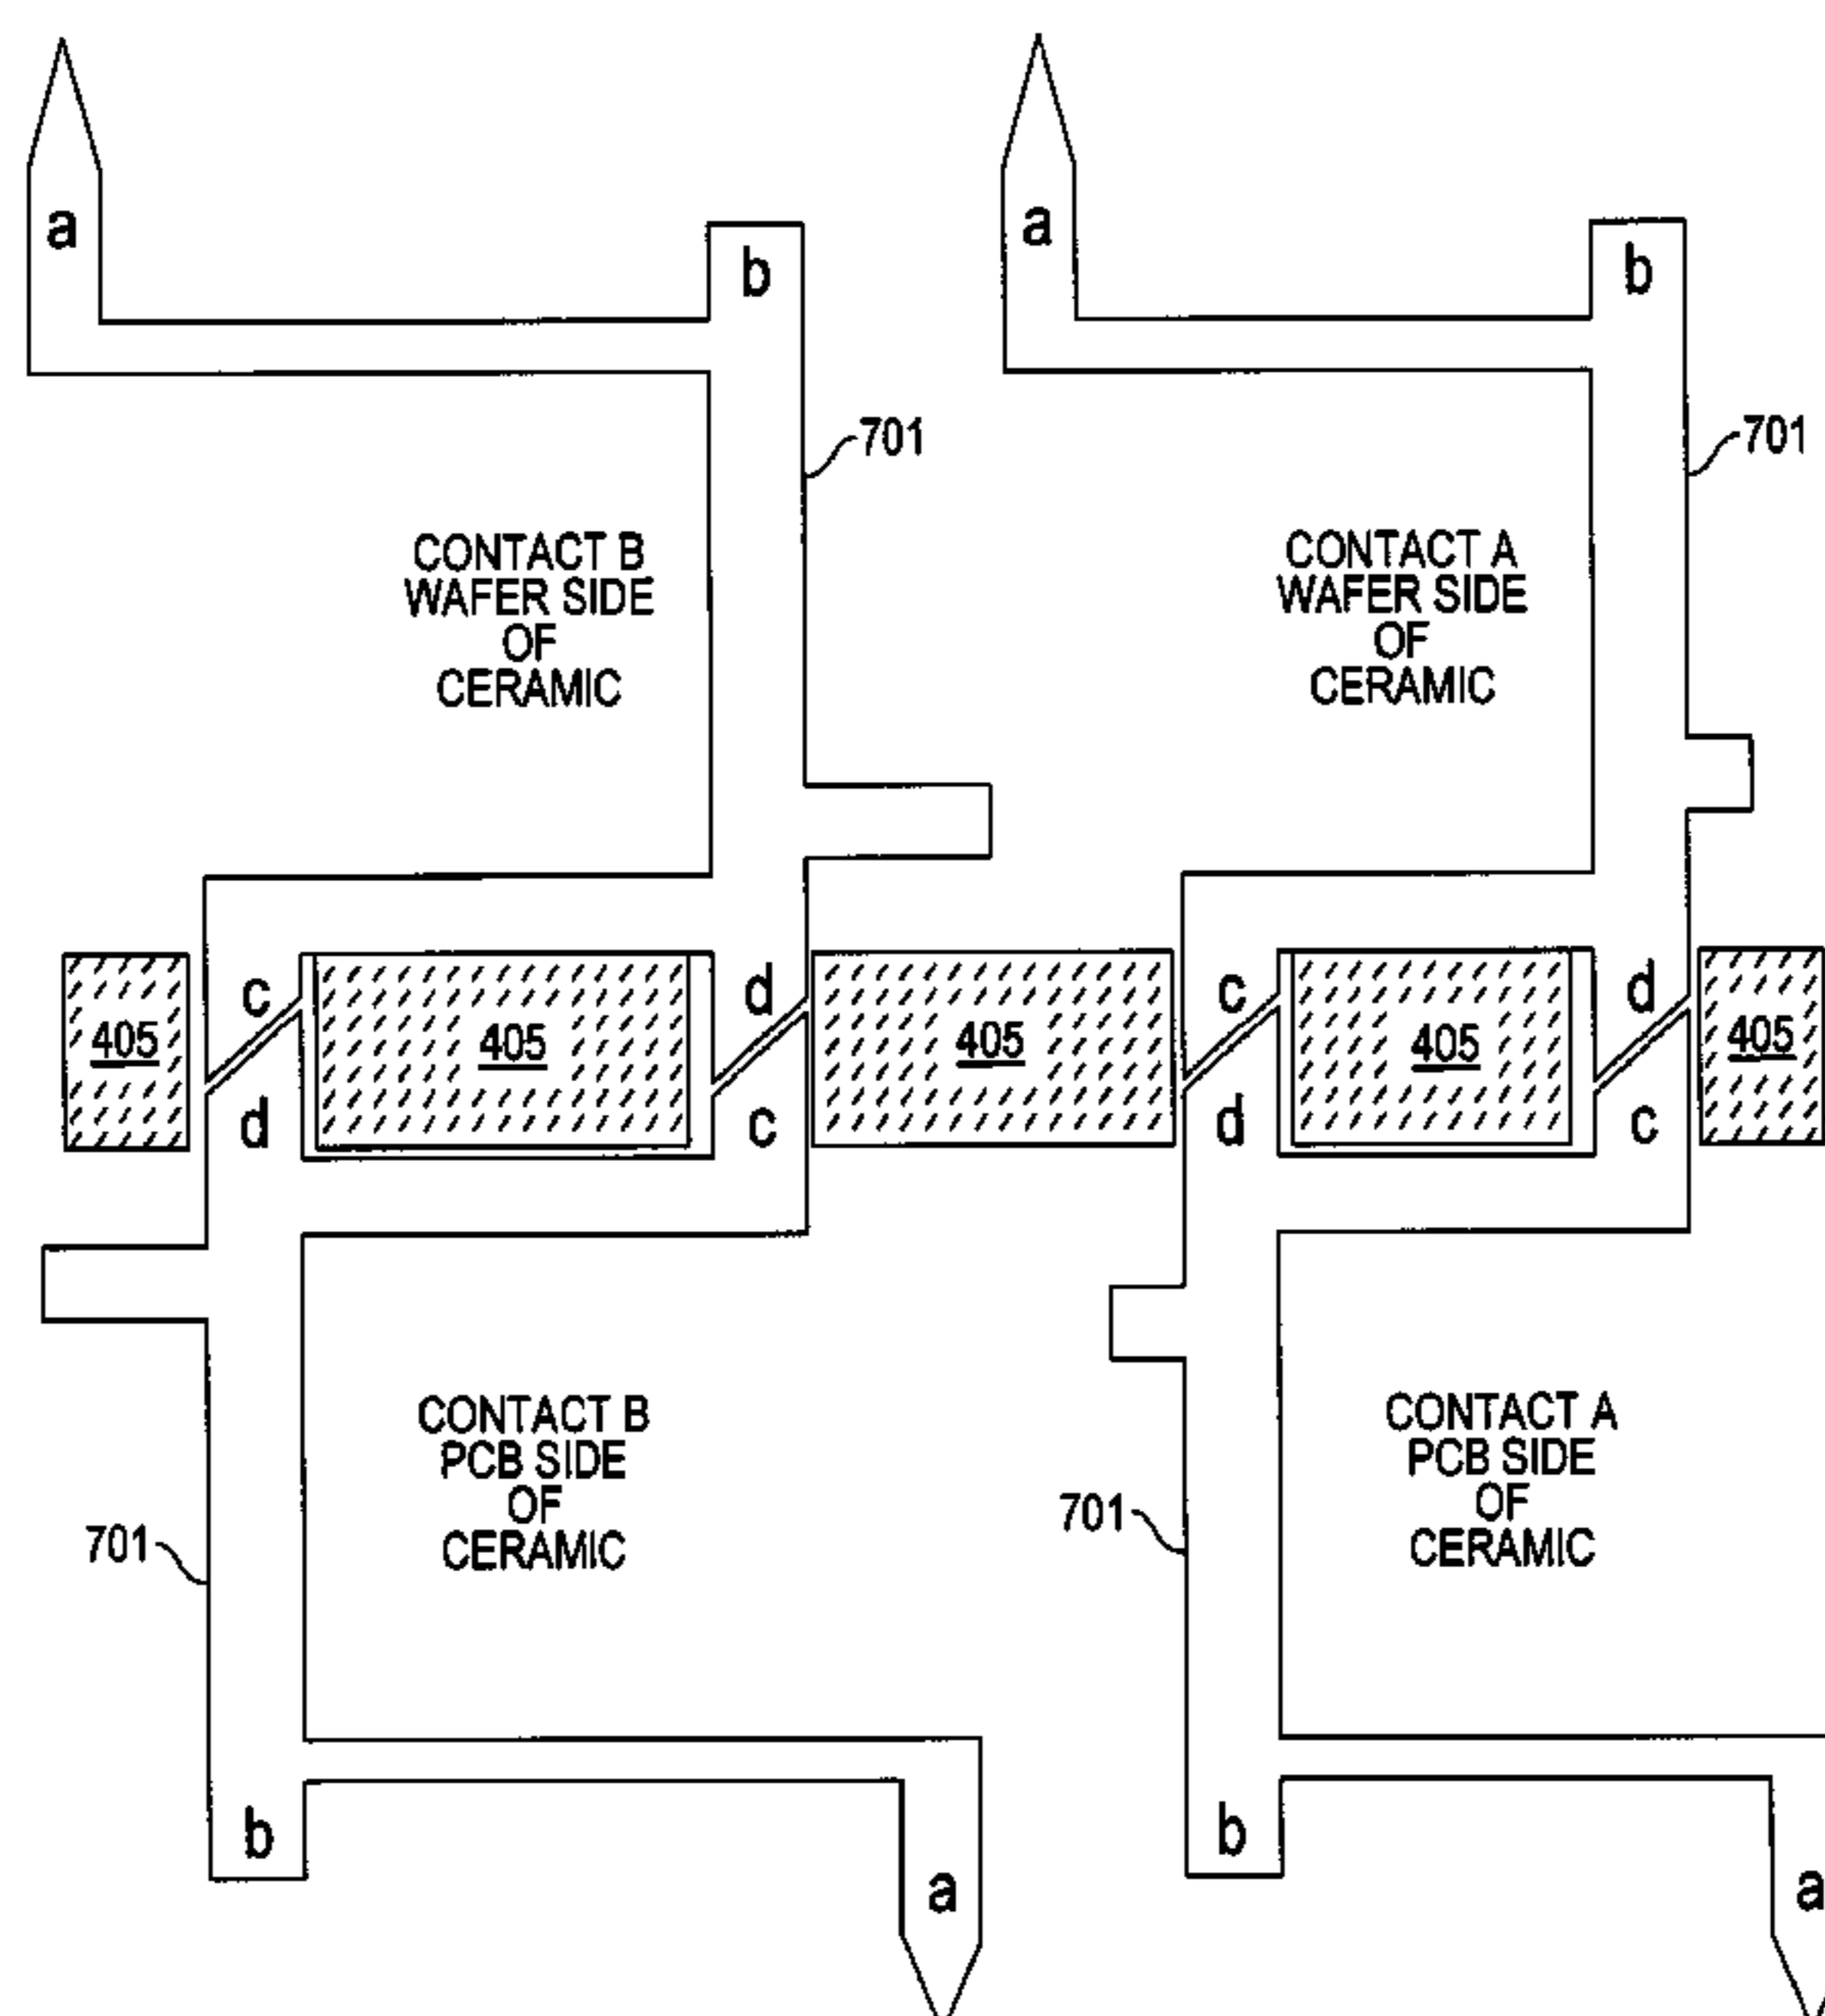 a
a
b
b
701
701
CONTACT B
WAFER SIDE
OF
CERAMIC
CONTACT A
WAFER SIDE
OF
CERAMIC
c
d
c
d
405
405
405
405
405
d
c
d
c
CONTACT B
PCB SIDE
OF
CERAMIC
CONTACT A
PCB SIDE
OF
CERAMIC
701
701
b
b
a
a